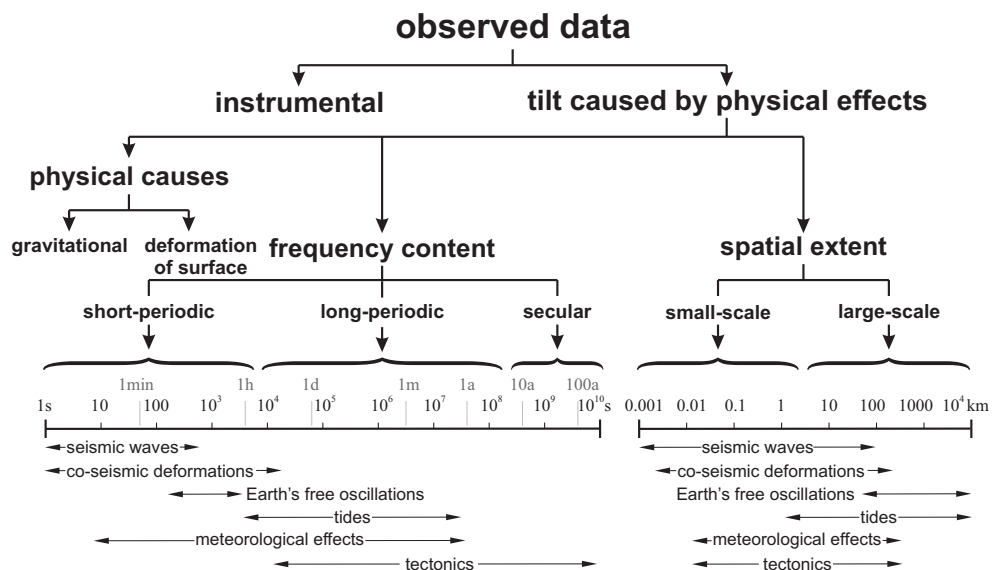 observed data
instrumental
tilt caused by physical effects
physical causes
gravitational
deformation
of surface
frequency content
spatial extent
short-periodic
long-periodic
secular
small-scale
large-scale
1min 1h 1d 1m 1a 10a 100a
1s 10 100 10³ 10⁴ 10⁵ 10⁶ 10⁷ 10⁸ 10⁹ 10¹⁰s
0.001 0.01 0.1 1 10 100 1000 10⁴ km
seismic waves
co-seismic deformations
Earth's free oscillations
tides
meteorological effects
tectonics
seismic waves
co-seismic deformations
Earth's free oscillations
tides
meteorological effects
tectonics